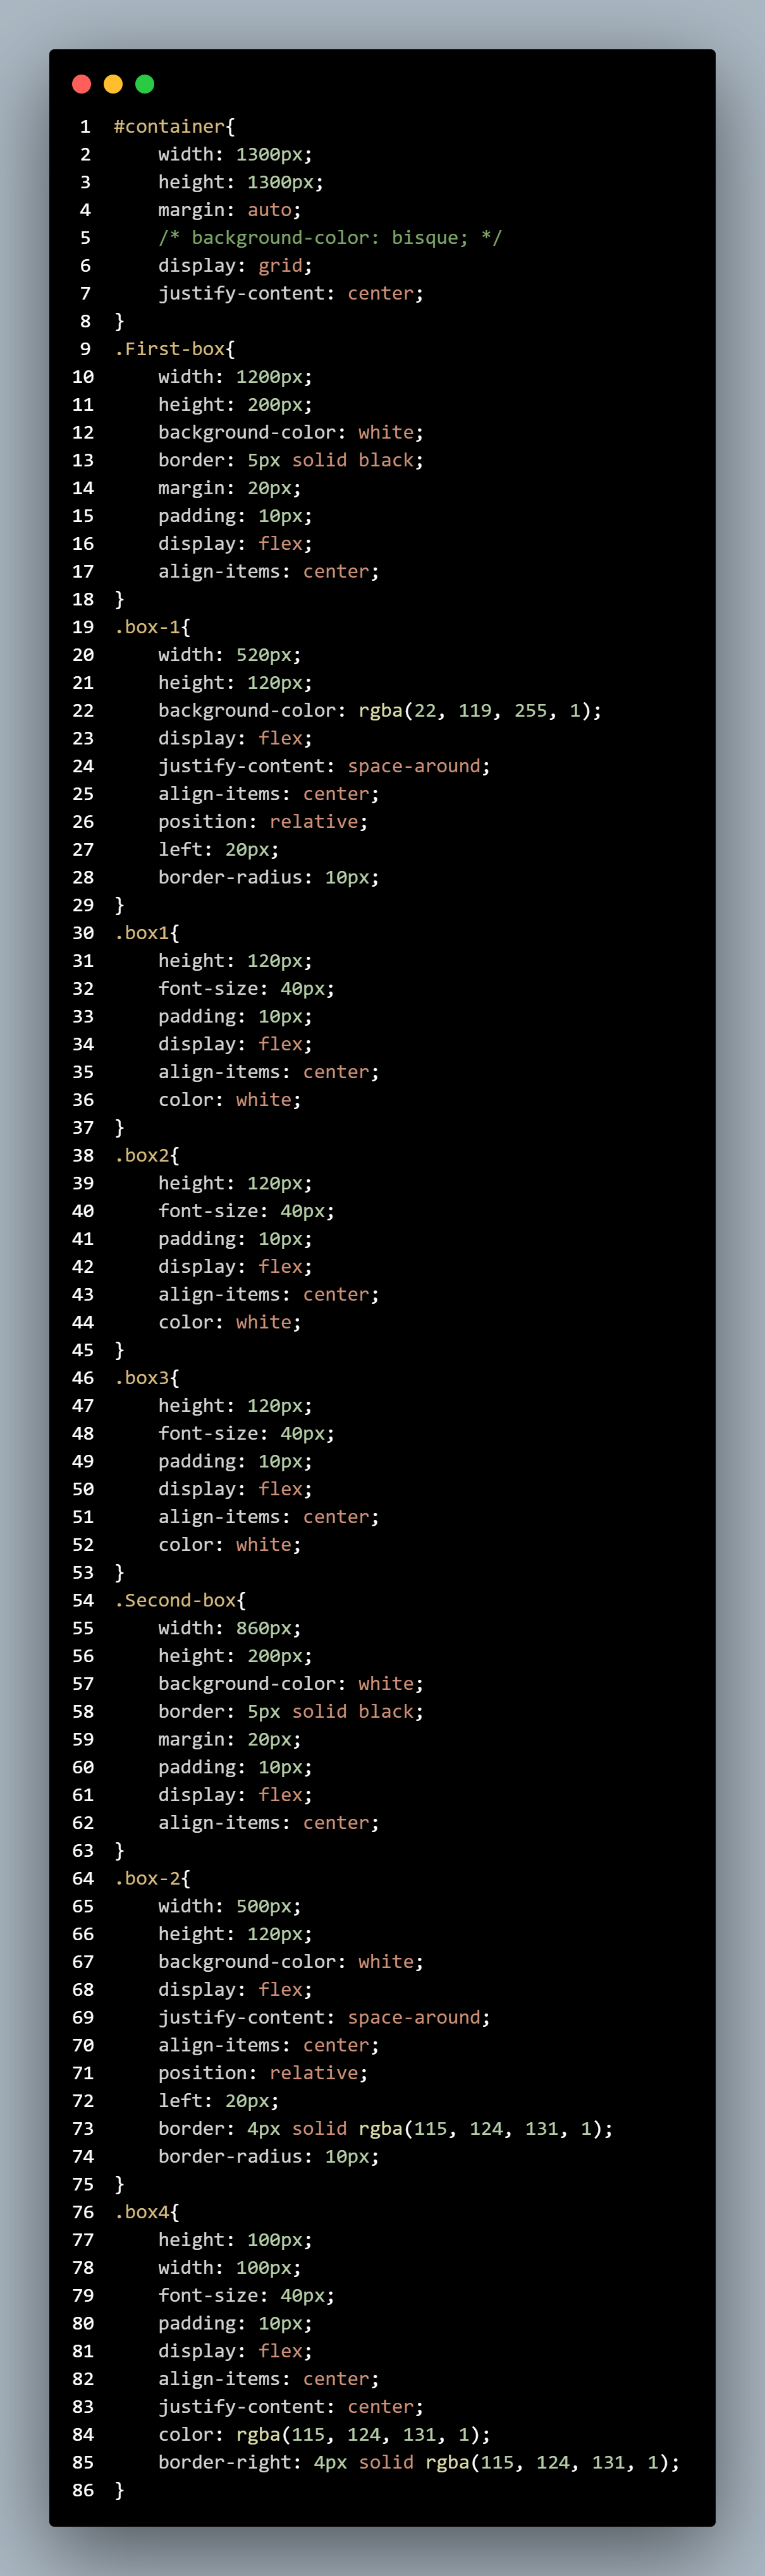 1 #container{
2     width: 1300px;
3     height: 1300px;
4     margin: auto;
5     /* background-color: bisque; */
6     display: grid;
7     justify-content: center;
8 }
9 .First-box{
10     width: 1200px;
11     height: 200px;
12     background-color: white;
13     border: 5px solid black;
14     margin: 20px;
15     padding: 10px;
16     display: flex;
17     align-items: center;
18 }
19 .box-1{
20     width: 520px;
21     height: 120px;
22     background-color: rgba(22, 119, 255, 1);
23     display: flex;
24     justify-content: space-around;
25     align-items: center;
26     position: relative;
27     left: 20px;
28     border-radius: 10px;
29 }
30 .box1{
31     height: 120px;
32     font-size: 40px;
33     padding: 10px;
34     display: flex;
35     align-items: center;
36     color: white;
37 }
38 .box2{
39     height: 120px;
40     font-size: 40px;
41     padding: 10px;
42     display: flex;
43     align-items: center;
44     color: white;
45 }
46 .box3{
47     height: 120px;
48     font-size: 40px;
49     padding: 10px;
50     display: flex;
51     align-items: center;
52     color: white;
53 }
54 .Second-box{
55     width: 860px;
56     height: 200px;
57     background-color: white;
58     border: 5px solid black;
59     margin: 20px;
60     padding: 10px;
61     display: flex;
62     align-items: center;
63 }
64 .box-2{
65     width: 500px;
66     height: 120px;
67     background-color: white;
68     display: flex;
69     justify-content: space-around;
70     align-items: center;
71     position: relative;
72     left: 20px;
73     border: 4px solid rgba(115, 124, 131, 1);
74     border-radius: 10px;
75 }
76 .box4{
77     height: 100px;
78     width: 100px;
79     font-size: 40px;
80     padding: 10px;
81     display: flex;
82     align-items: center;
83     justify-content: center;
84     color: rgba(115, 124, 131, 1);
85     border-right: 4px solid rgba(115, 124, 131, 1);
86 }